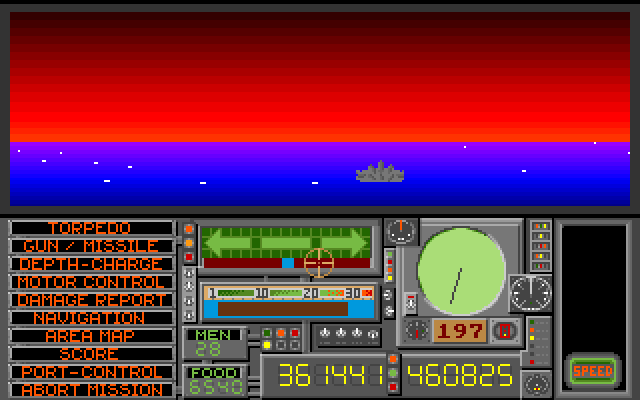 TORPEDO
GUN / MISSILE
DEPTH-CHARGE
MOTOR CONTROL
DAMAGE REPORT
NAVIGATION
AREA MAP
SCORE
PORT-CONTROL
ABORT MISSION
1 10 20 30
MEN
28
FOOD
6540
197
361441 460825
SPEED